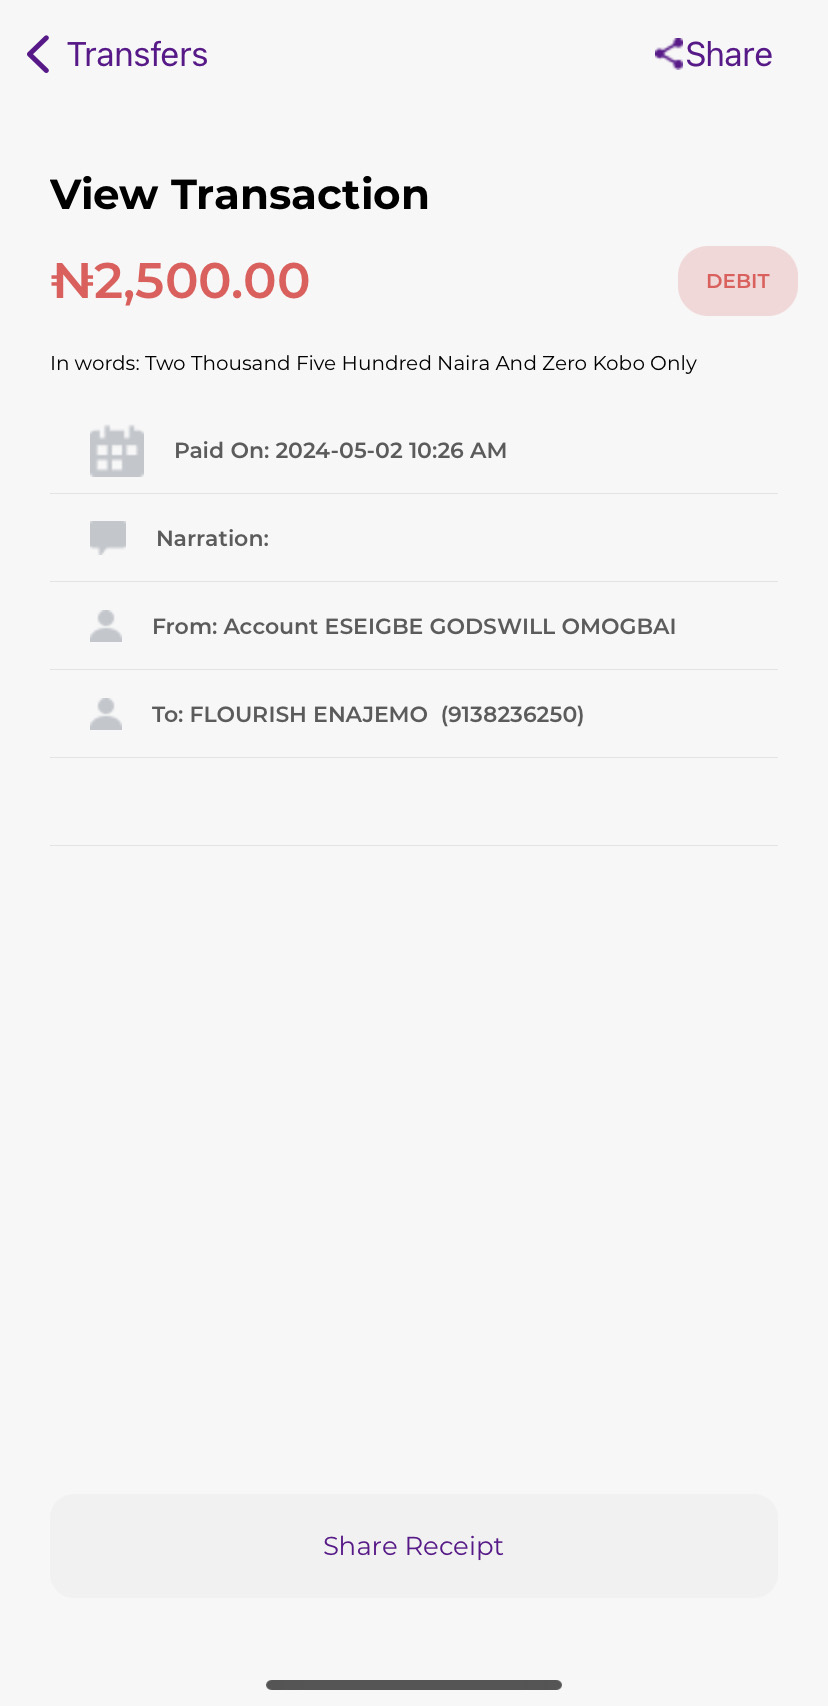 Transfers
Share
View Transaction
₦2,500.00
DEBIT
In words: Two Thousand Five Hundred Naira And Zero Kobo Only
Paid On: 2024-05-02 10:26 AM
Narration:
From: Account ESEIGBE GODSWILL OMOGBAI
To: FLOURISH ENAJEMO  (9138236250)
Share Receipt